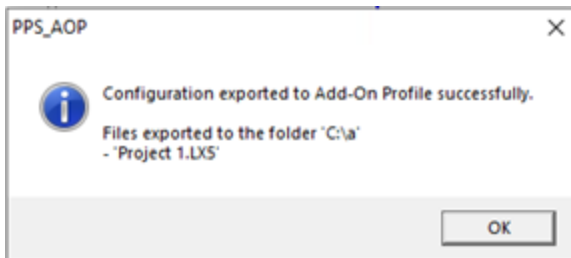 PPS_AOP
Configuration exported to Add-On Profile successfully.
Files exported to the folder 'C:\a'
- 'Project 1.LX5'
OK